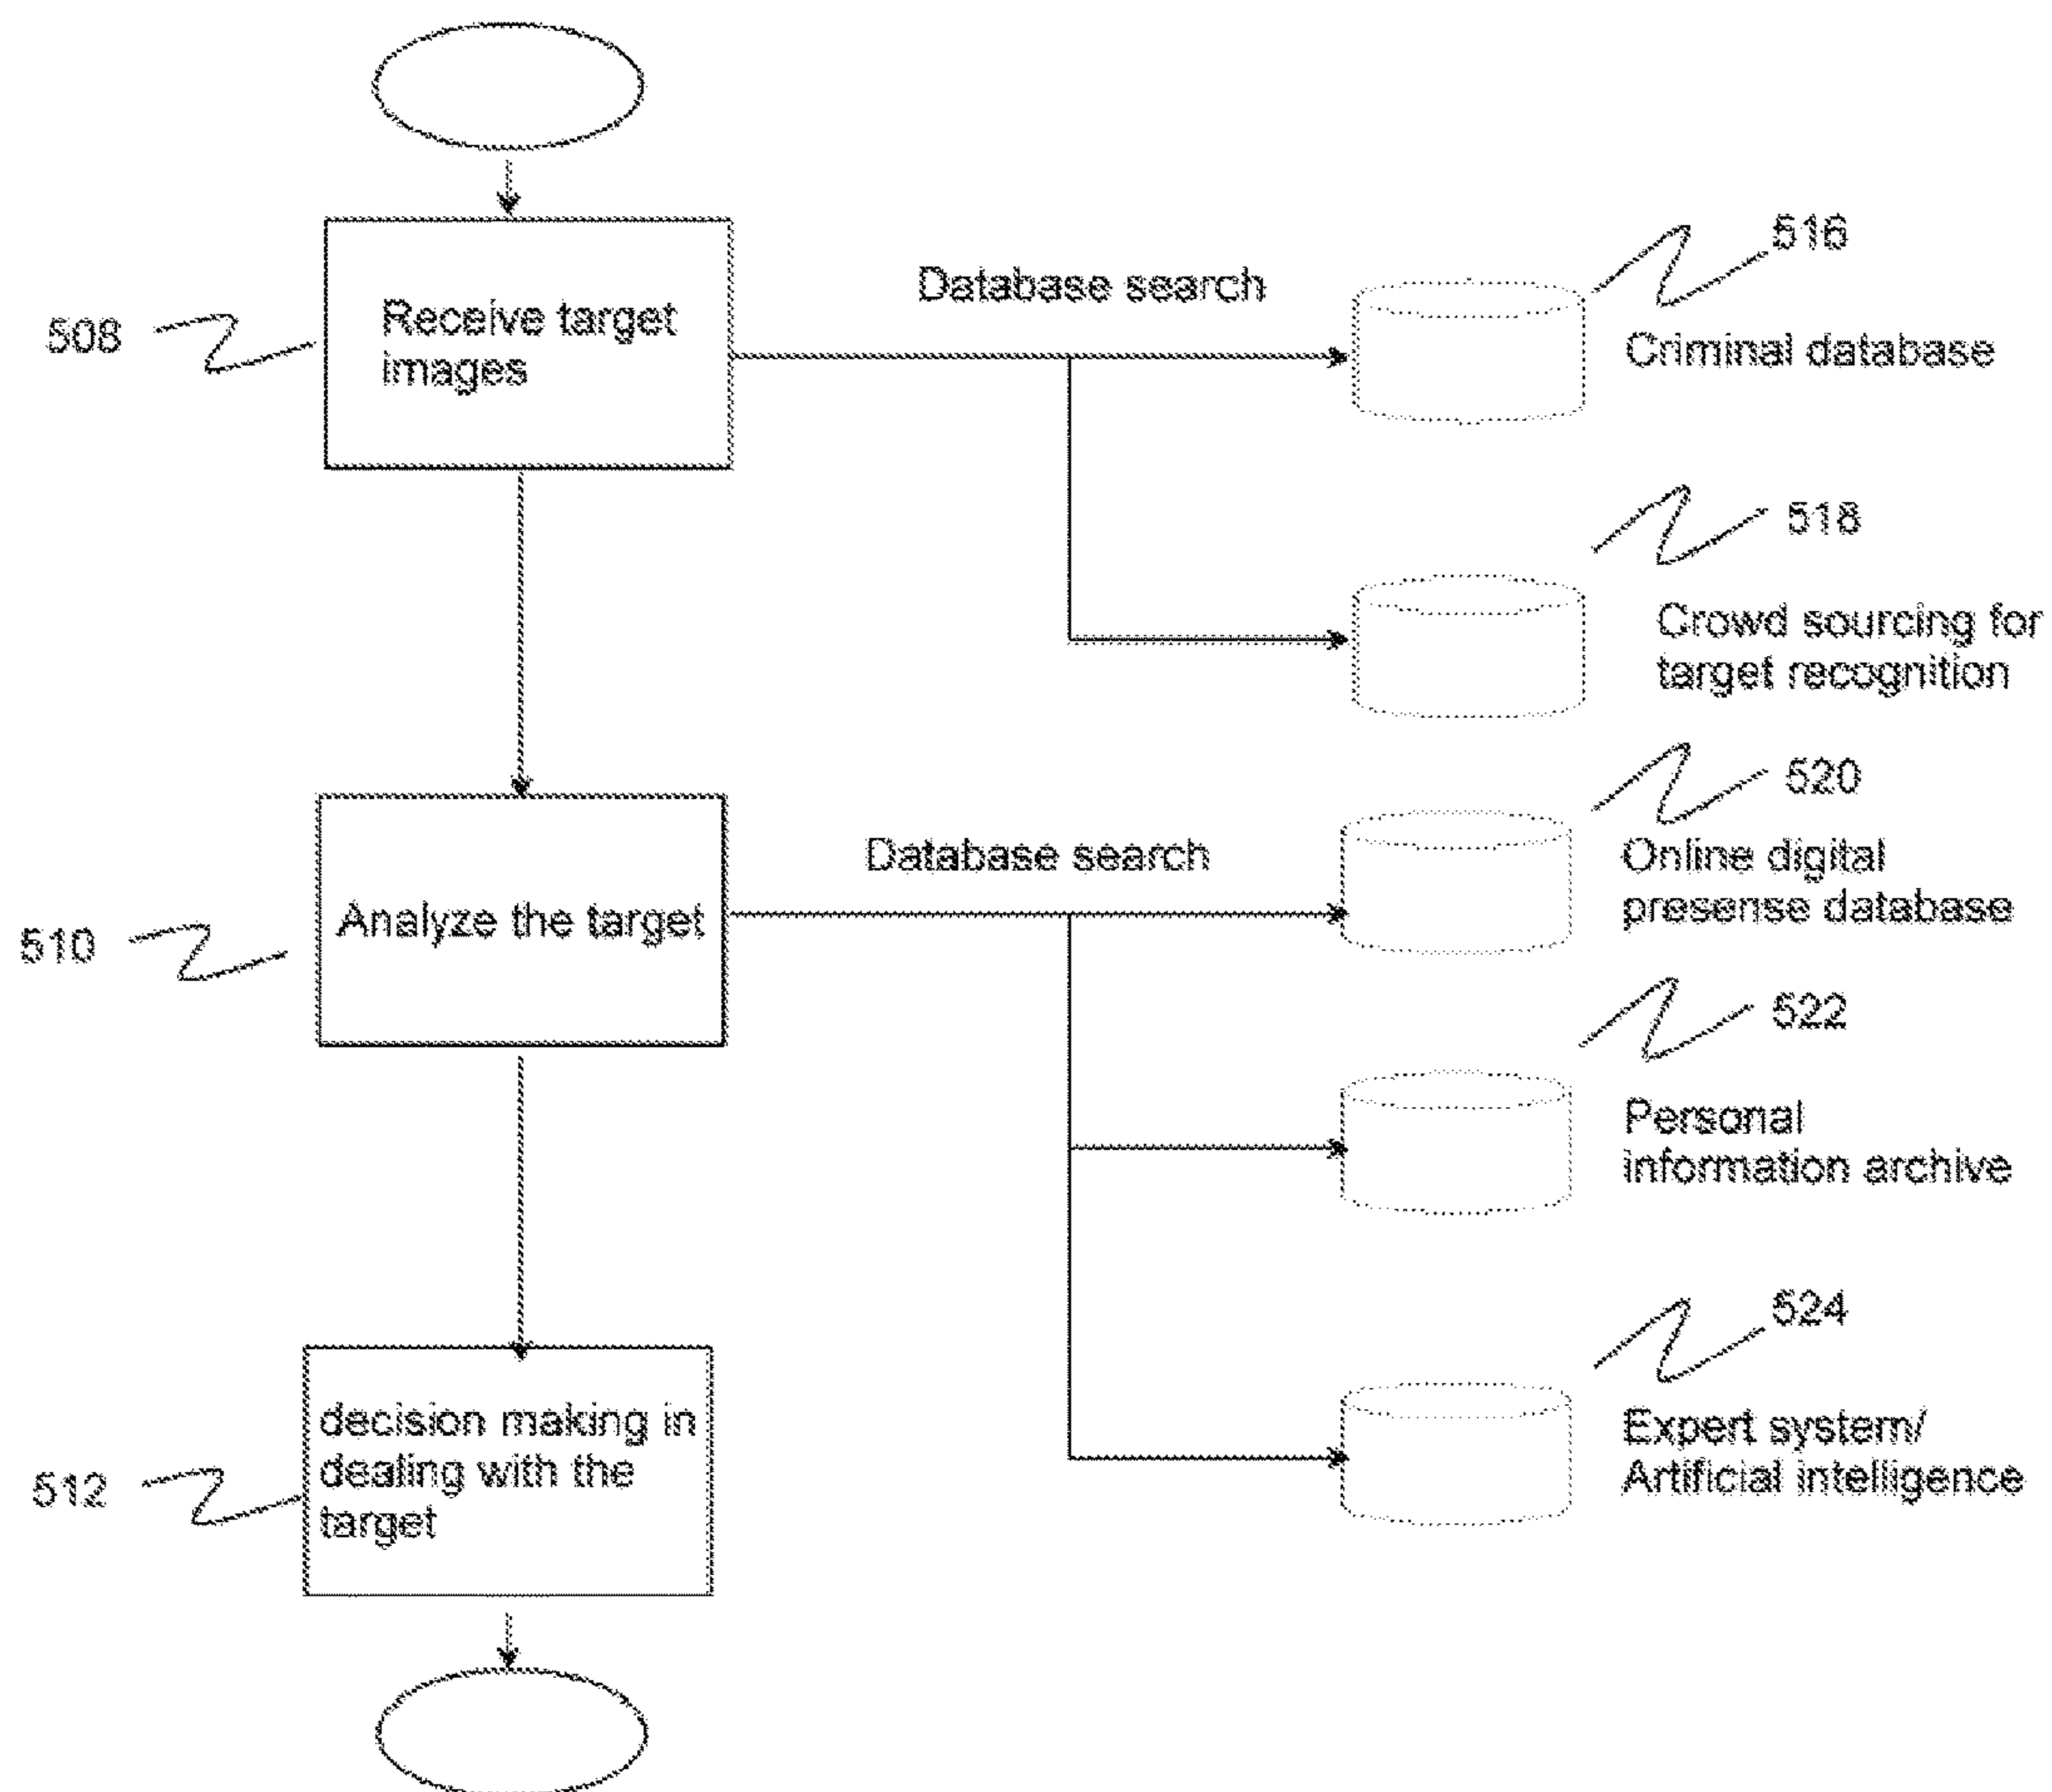 516
Database search
508
Receive target
images
Criminal database
518
Crowd sourcing for
target recognition
520
Database search
Online digital
presense database
510
Analyze the target
522
Personal
information archive
524
Expert system/
Artificial intelligence
512
decision making in
dealing with the
target